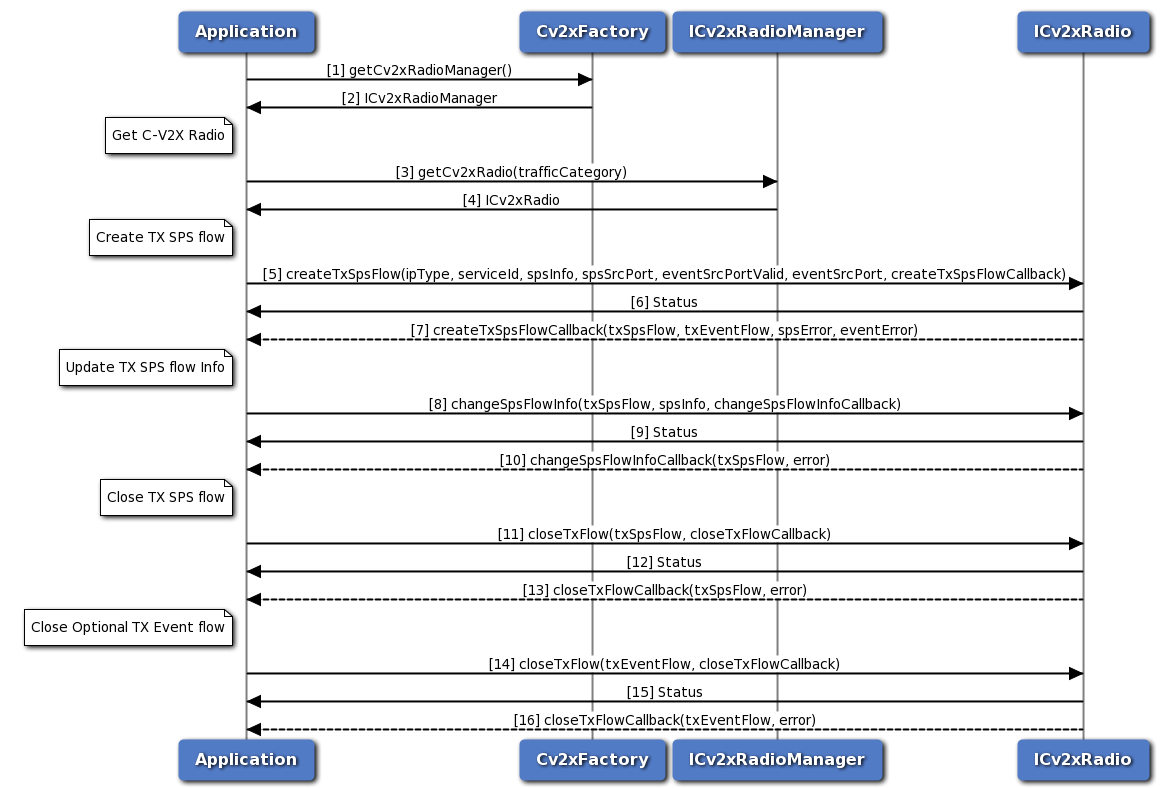 Application
Cv2xFactory
ICv2xRadioManager
ICv2xRadio
[1] getCv2xRadioManager()
[2] ICv2xRadioManager
Get C-V2X Radio
[3] getCv2xRadio(trafficCategory)
[4] ICv2xRadio
Create TX SPS flow
[5] createTxSpsFlow(ipType, serviceId, spsInfo, spsSrcPort, eventSrcPortValid, eventSrcPort, createTxSpsFlowCallback)
[6] Status
[7] createTxSpsFlowCallback(txSpsFlow, txEventFlow, spsError, eventError)
Update TX SPS flow Info
[8] changeSpsFlowInfo(txSpsFlow, spsInfo, changeSpsFlowInfoCallback)
[9] Status
[10] changeSpsFlowInfoCallback(txSpsFlow, error)
Close TX SPS flow
[11] closeTxFlow(txSpsFlow, closeTxFlowCallback)
[12] Status
[13] closeTxFlowCallback(txSpsFlow, error)
Close Optional TX Event flow
[14] closeTxFlow(txEventFlow, closeTxFlowCallback)
[15] Status
[16] closeTxFlowCallback(txEventFlow, error)
Application
Cv2xFactory
ICv2xRadioManager
ICv2xRadio